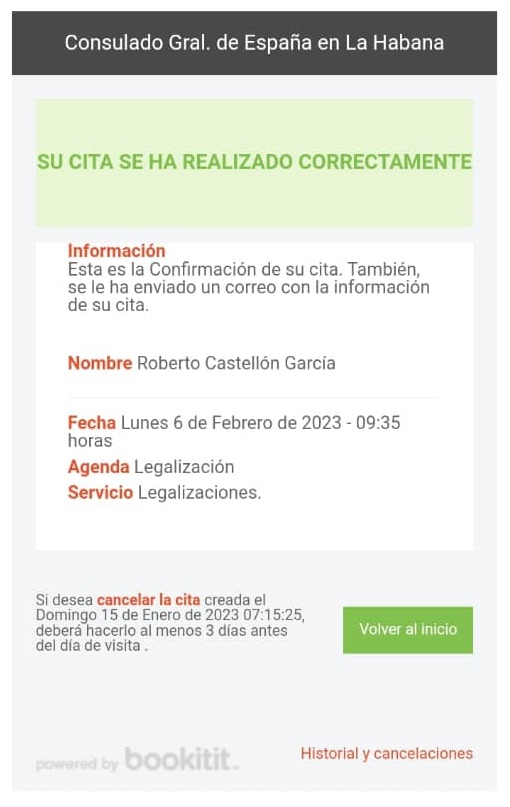 Consulado Gral. de España en La Habana
SU CITA SE HA REALIZADO CORRECTAMENTE
Información
Esta es la Confirmación de su cita. También,
se le ha enviado un correo con la información
de su cita.
Nombre Roberto Castellón García
Fecha Lunes 6 de Febrero de 2023 - 09:35
horas
Agenda Legalización
Servicio Legalizaciones.
Si desea cancelar la cita creada el
Domingo 15 de Enero de 2023 07:15:25,
deberá hacerlo al menos 3 días antes
del día de visita .
Volver al inicio
powered by bookitit
Historial y cancelaciones